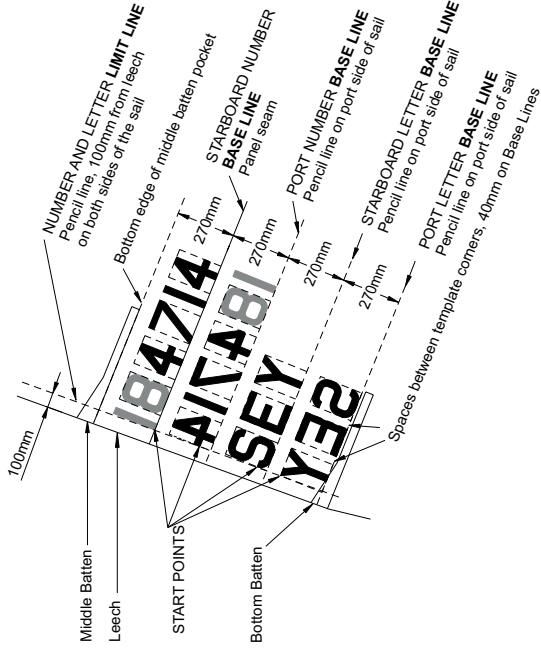 NUMBER AND LETTER LIMIT LINE
Pencil line, 100mm from leech
on both sides of the sail
Bottom edge of middle batten pocket
STARBOARD NUMBER
BASE LINE
Panel seam
PORT NUMBER BASE LINE
Pencil line on port side of sail
STARBOARD LETTER BASE LINE
Pencil line on port side of sail
PORT LETTER BASE LINE
Pencil line on port side of sail
Spaces between template corners, 40mm on Base Lines
100mm
270mm
270mm
270mm
270mm
184714
184714
SEY
SEY
Middle Batten
Leech
START POINTS
Bottom Batten